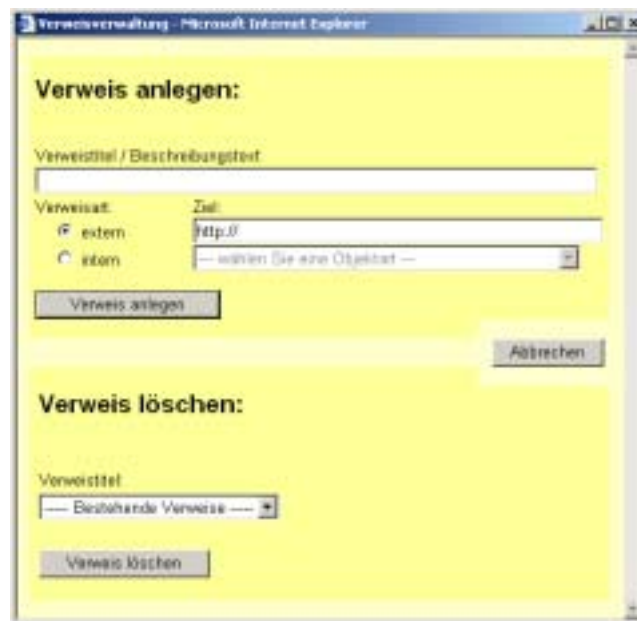 Verweisverwaltung - Microsoft Internet Explorer
Verweis anlegen:
Verweistitel / Beschreibungstext
Verweisart: Ziel:
extern http://
intern --- wählen Sie eine Objektart ---
Verweis anlegen
Abbrechen
Verweis löschen:
Verweistitel
---- Bestehende Verweise ----
Verweis löschen